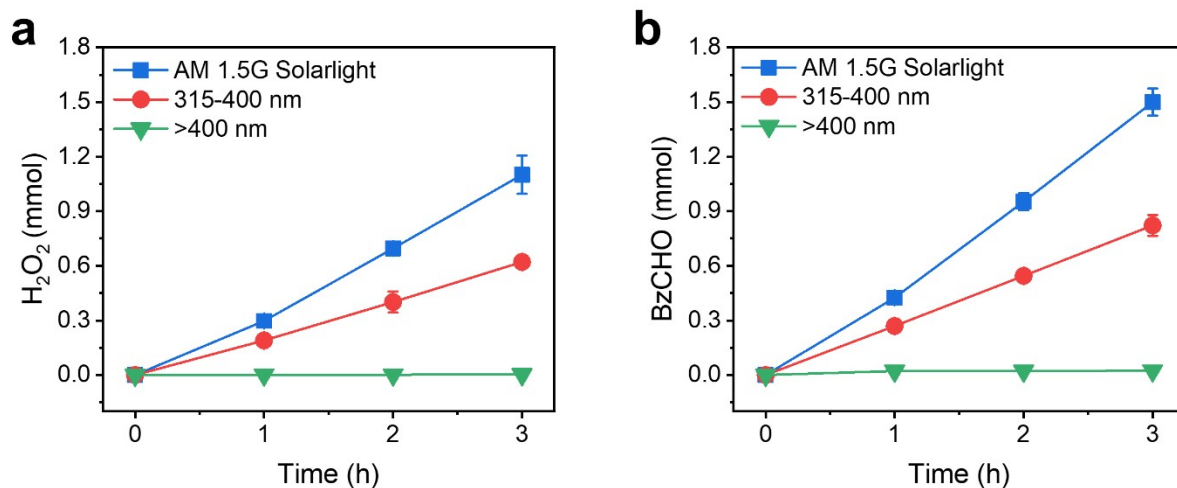 a
1.8
1.5
1.2
0.9
0.6
0.3
0.0
H₂O₂ (mmol)
AM 1.5G Solarlight
315-400 nm
>400 nm
0 1 2 3
Time (h)
b
1.8
1.5
1.2
0.9
0.6
0.3
0.0
BzCHO (mmol)
AM 1.5G Solarlight
315-400 nm
>400 nm
0 1 2 3
Time (h)